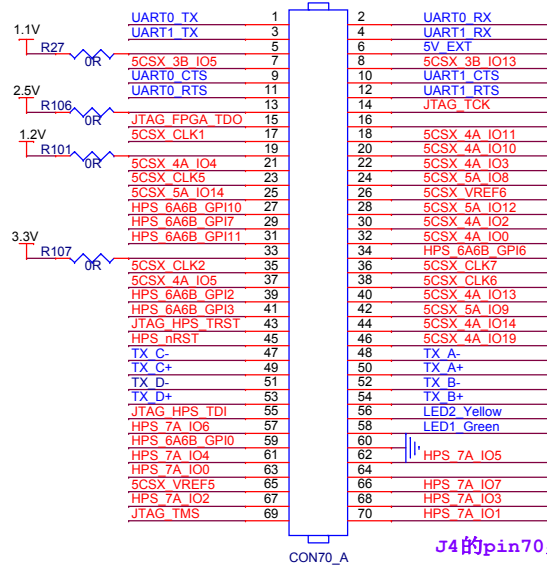 UART0_TX 1 2 UART0_RX
1.1V UART1_TX 3 4 UART1_RX
R27 0R 5 6 5V_EXT
5CSX_3B_IO5 7 8 5CSX_3B_IO13
UART0_CTS 9 10 UART1_CTS
2.5V UART0_RTS 11 12 UART1_RTS
R106 0R 13 14 JTAG_TCK
JTAG_FPGA_TDO 15 16
1.2V 5CSX_CLK1 17 18 5CSX_4A_IO11
R101 0R 19 20 5CSX_4A_IO10
5CSX_4A_IO4 21 22 5CSX_4A_IO3
5CSX_CLK5 23 24 5CSX_5A_IO8
5CSX_5A_IO14 25 26 5CSX_VREF6
HPS_6A6B_GPI10 27 28 5CSX_5A_IO12
HPS_6A6B_GPI7 29 30 5CSX_4A_IO2
3.3V HPS_6A6B_GPI11 31 32 5CSX_4A_IO0
R107 0R 33 34 HPS_6A6B_GPI6
5CSX_CLK2 35 36 5CSX_CLK7
5CSX_4A_IO5 37 38 5CSX_CLK6
HPS_6A6B_GPI2 39 40 5CSX_4A_IO13
HPS_6A6B_GPI3 41 42 5CSX_5A_IO9
JTAG_HPS_TRST 43 44 5CSX_4A_IO14
HPS_nRST 45 46 5CSX_4A_IO19
TX_C- 47 48 TX_A-
TX_C+ 49 50 TX_A+
TX_D- 51 52 TX_B-
TX_D+ 53 54 TX_B+
JTAG_HPS_TDI 55 56 LED2_Yellow
HPS_7A_IO6 57 58 LED1_Green
HPS_6A6B_GPI0 59 60
HPS_7A_IO4 61 62 HPS_7A_IO5
HPS_7A_IO0 63 64
5CSX_VREF5 65 66 HPS_7A_IO7
HPS_7A_IO2 67 68 HPS_7A_IO3
JTAG_TMS 69 70 HPS_7A_IO1
CON70_A J4的pin70